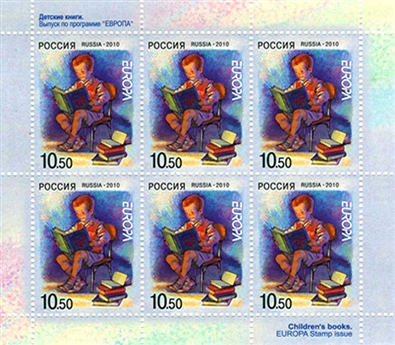 Детские книги.
Выпуск по программе "ЕВРОПА"
РОССИЯ RUSSIA·2010
EUROPA
10.50
РОССИЯ RUSSIA·2010
EUROPA
10.50
РОССИЯ RUSSIA·2010
EUROPA
10.50
РОССИЯ RUSSIA·2010
EUROPA
10.50
РОССИЯ RUSSIA·2010
EUROPA
10.50
РОССИЯ RUSSIA·2010
EUROPA
10.50
Children's books.
EUROPA Stamp issue